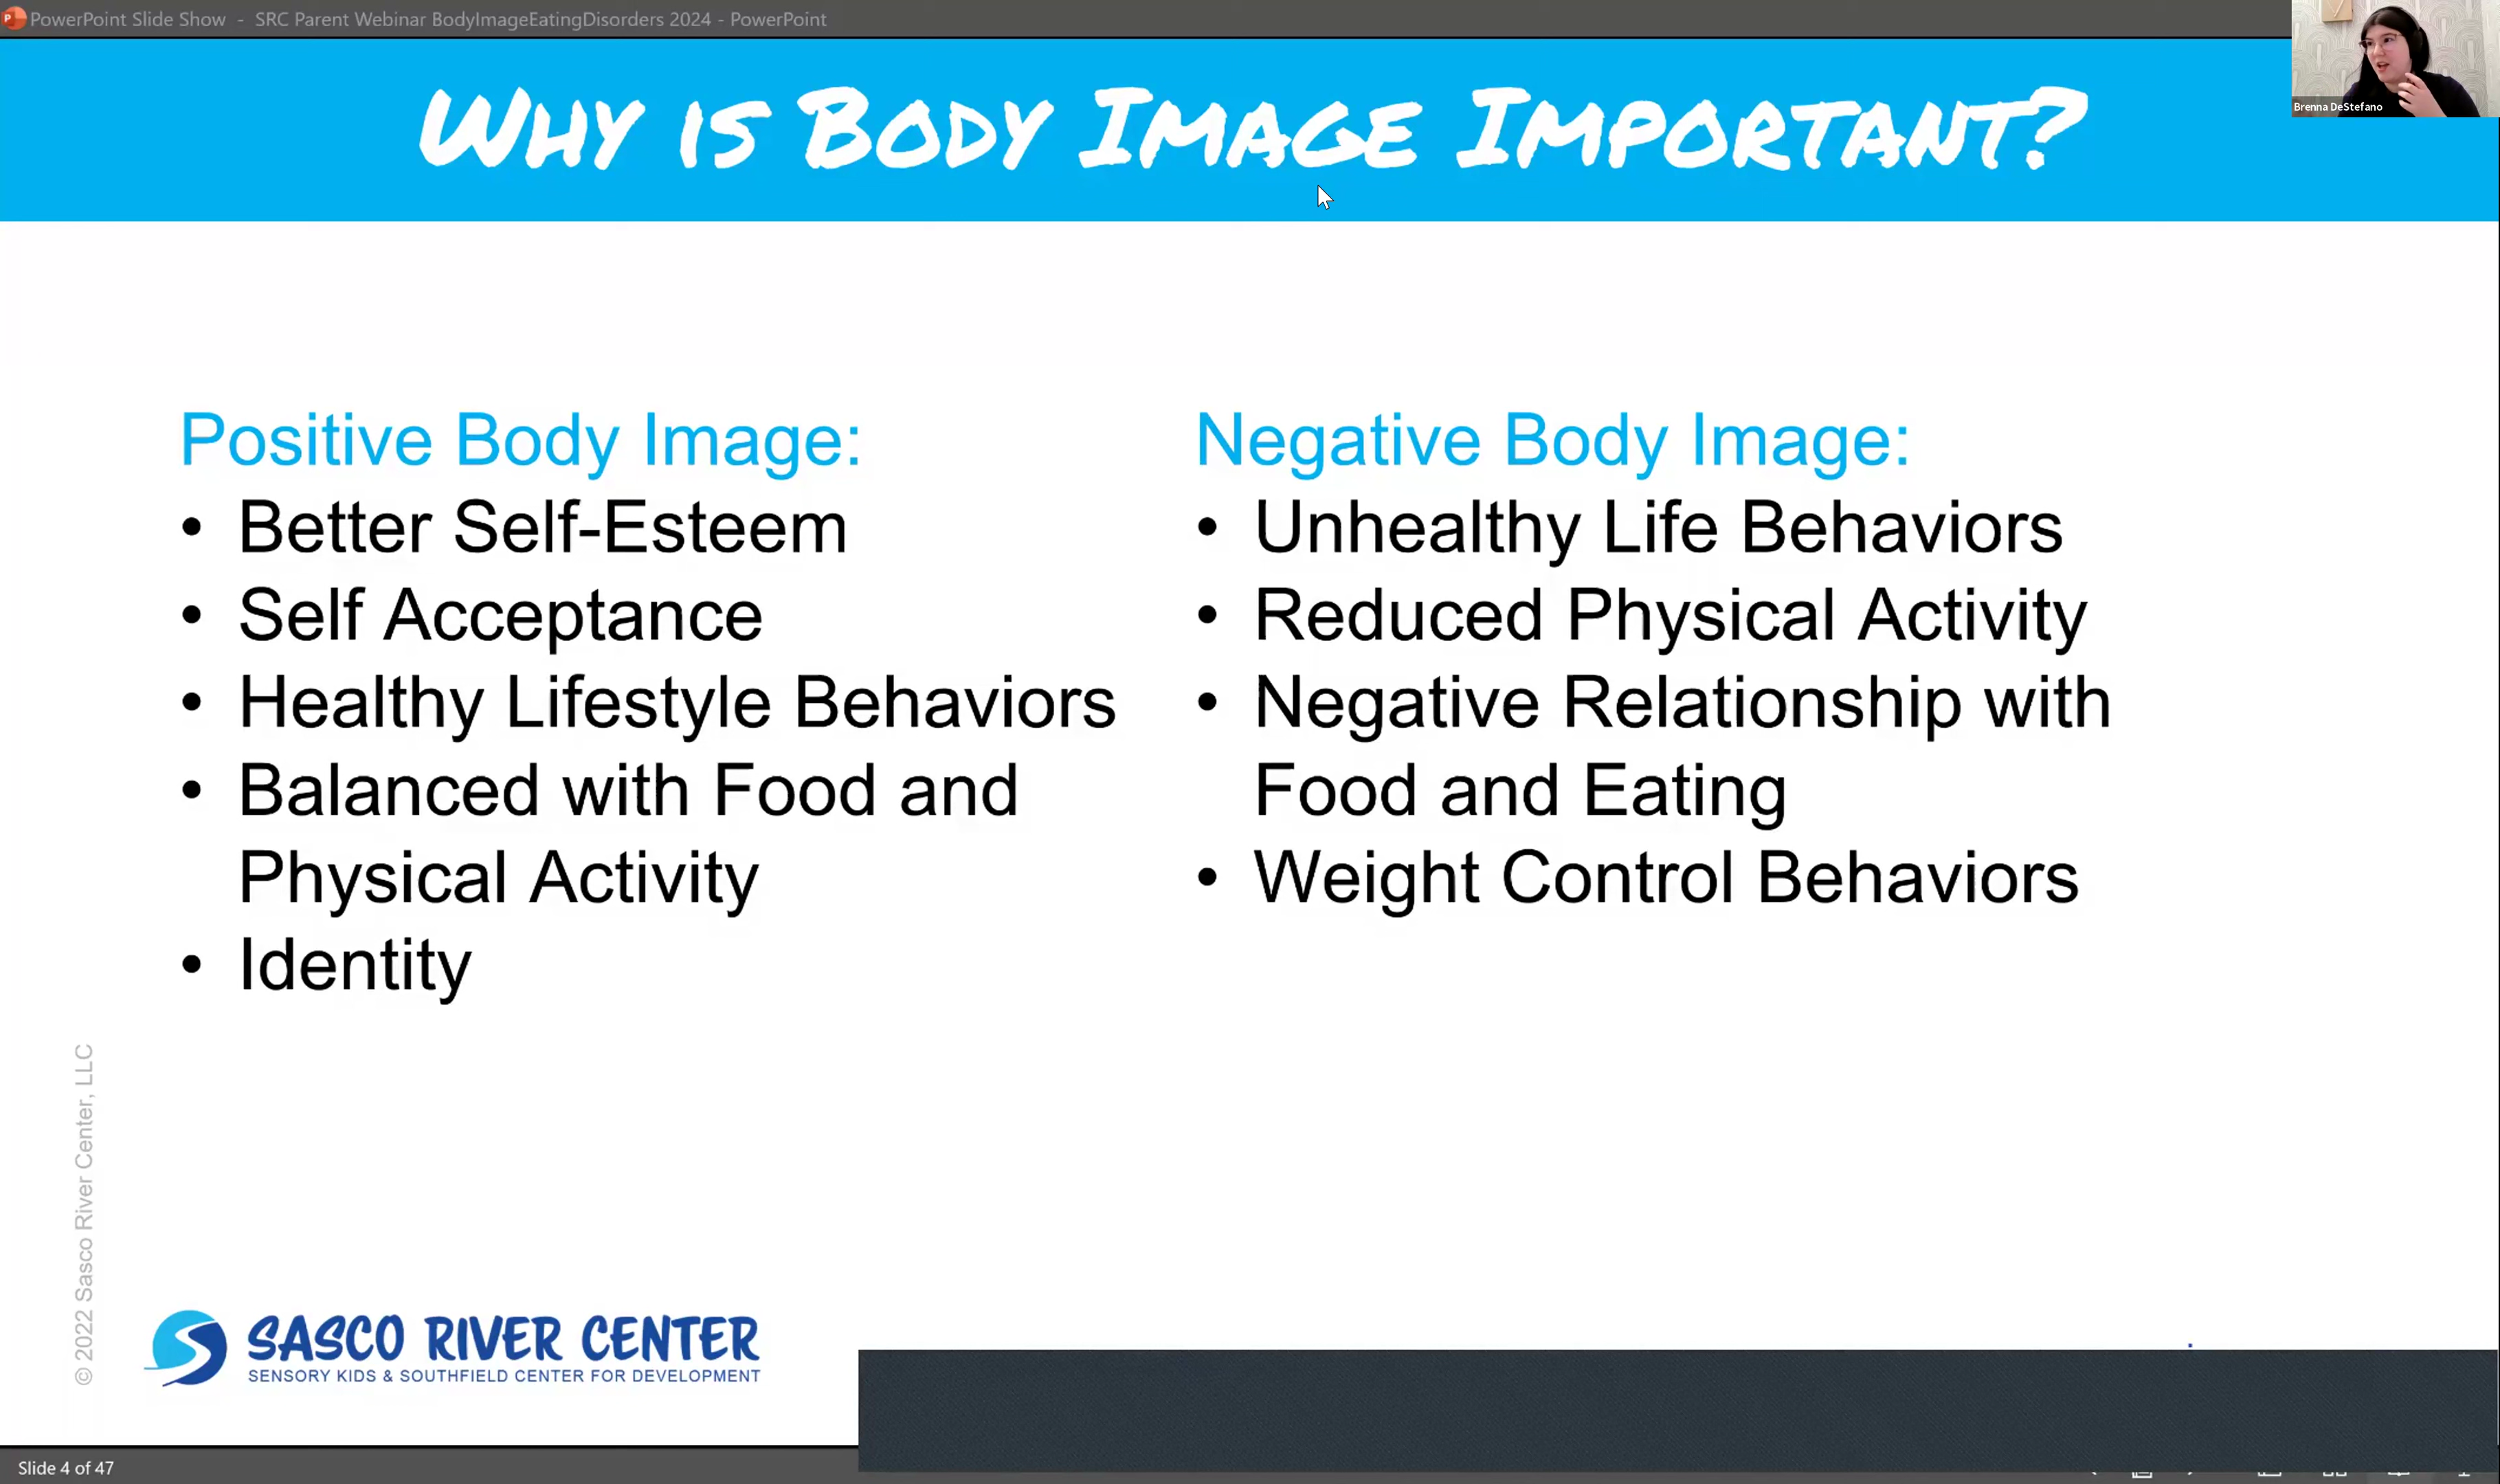 PowerPoint Slide Show - SRC Parent Webinar BodyImageEatingDisorders 2024 - PowerPoint
Brenna DeStefano
Why is Body Image Important?
Positive Body Image:
• Better Self-Esteem
• Self Acceptance
• Healthy Lifestyle Behaviors
• Balanced with Food and
Physical Activity
• Identity
Negative Body Image:
• Unhealthy Life Behaviors
• Reduced Physical Activity
• Negative Relationship with
Food and Eating
• Weight Control Behaviors
© 2022 Sasco River Center, LLC
SASCO RIVER CENTER
SENSORY KIDS & SOUTHFIELD CENTER FOR DEVELOPMENT
Slide 4 of 47